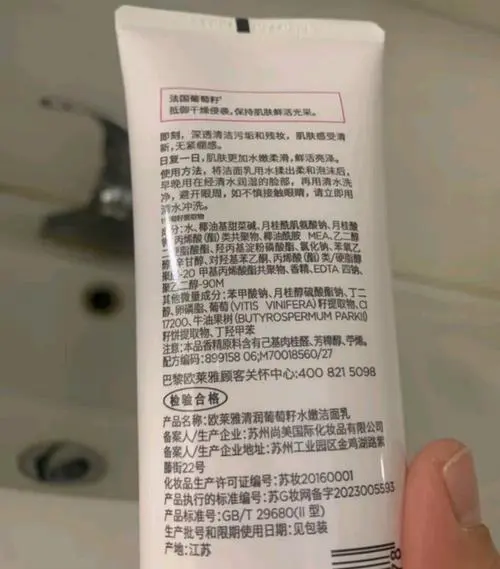 法国葡萄籽¹
抵御干燥侵袭，保持肌肤鲜活光采。
即刻，深透清洁污垢和残妆，肌肤感受清
新，无紧绷感。
日复一日，肌肤更加水嫩柔滑，鲜活亮泽。
使用方法，将洁面乳用水揉出柔和泡沫后，
早晚用在经清水润湿的脸部，再用清水洗
净，避开眼周，如不慎接触眼睛，请立即用
清水冲洗。
葡萄籽提取物
成分：水、椰油基甜菜碱、月桂酰肌氨酸钠、月桂酸
丙烯酸（酯）类共聚物、椰油酰胺 MEA、乙二醇
二硬脂酸酯、羟丙基淀粉磷酸酯、氯化钠、苯氧乙
辛甘醇、对羟基苯乙酮、丙烯酸（酯）类/硬脂醇
-20 甲基丙烯酸酯共聚物、香精、EDTA 四钠、
聚乙二醇-90M
其他微量成分：苯甲酸钠、月桂醇硫酸酯钠、丁二
醇、卵磷脂、葡萄 (VITIS VINIFERA) 籽提取物、CI
17200、牛油果树 (BUTYROSPERMUM PARKII)
籽饼提取物、丁羟甲苯
注意：本品香精原料含有己基肉桂醛、芳樟醇、苧烯。
配方编码：899158 06;M70018560/27
巴黎欧莱雅顾客关怀中心:400 821 5098
检验合格
产品名称：欧莱雅清润葡萄籽水嫩洁面乳
备案人/生产企业：苏州尚美国际化妆品有限公司
备案人/生产企业地址：苏州工业园区金鸡湖路紫
藤街22号
化妆品生产许可证编号：苏妆20160001
产品执行的标准编号：苏G妆网备字2023005593
产品标准号：GB/T 29680(II 型)
生产批号和限期使用日期：见包装
产地：江苏